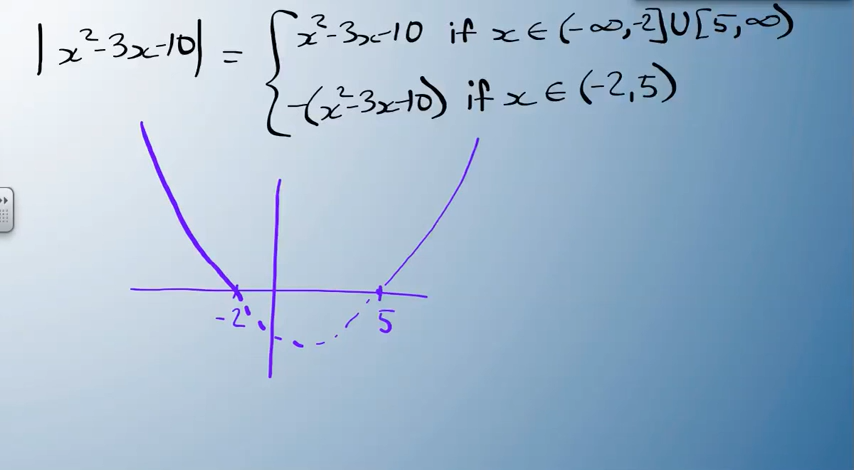 |x²-3x-10| = { x²-3x-10 if x ∈ (-∞,-2]∪[5,∞)
-(x²-3x-10) if x ∈ (-2,5)
-2 5